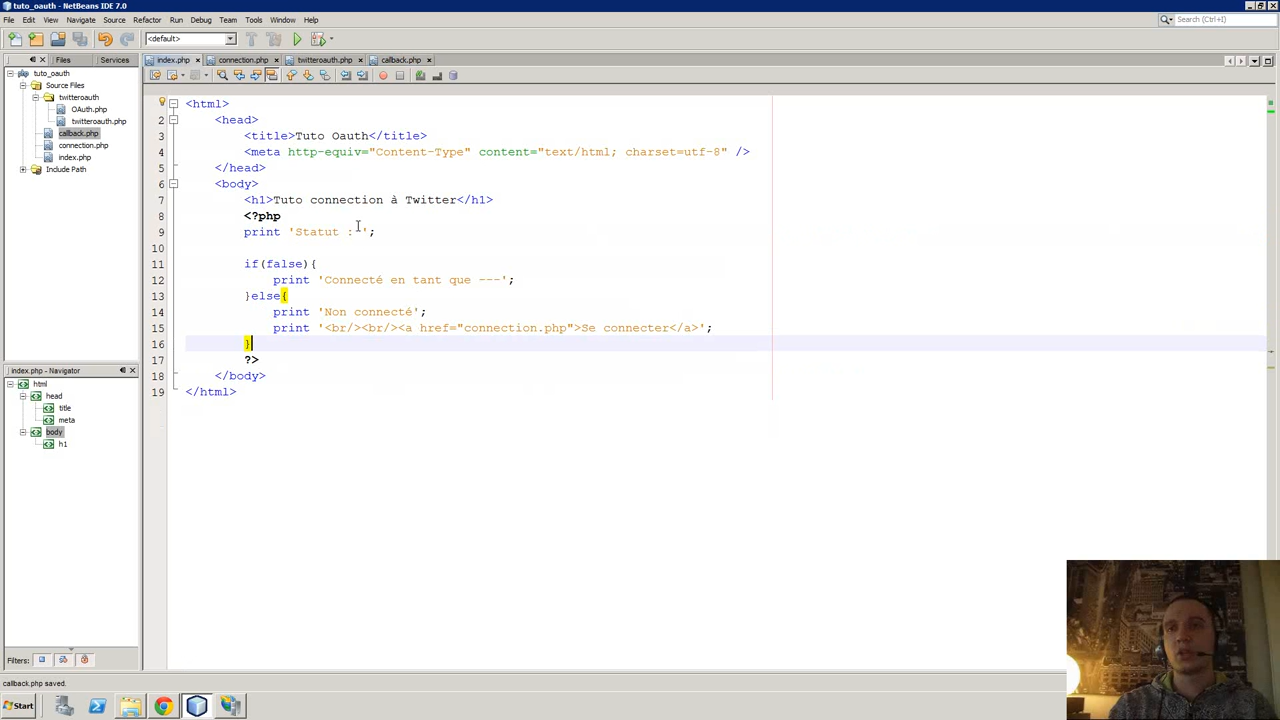 tuto_oauth - NetBeans IDE 7.0
File Edit View Navigate Source Refactor Run Debug Team Tools Window Help
<default>
Search (Ctrl+I)
Files Services
index.php connection.php twitteroauth.php callback.php
tuto_oauth
Source Files
twitteroauth
OAuth.php
twitteroauth.php
callback.php
connection.php
index.php
Include Path
1 <html>
2 <head>
3 <title>Tuto Oauth</title>
4 <meta http-equiv="Content-Type" content="text/html; charset=utf-8" />
5 </head>
6 <body>
7 <h1>Tuto connection à Twitter</h1>
8 <?php
9 print 'Statut : ';
10
11 if(false){
12 print 'Connecté en tant que ---';
13 }else{
14 print 'Non connecté';
15 print '<br/><br/><a href="connection.php">Se connecter</a>';
16 }
17 ?>
18 </body>
19 </html>
index.php - Navigator
html
head
title
meta
body
h1
Filters:
callback.php saved.
Start